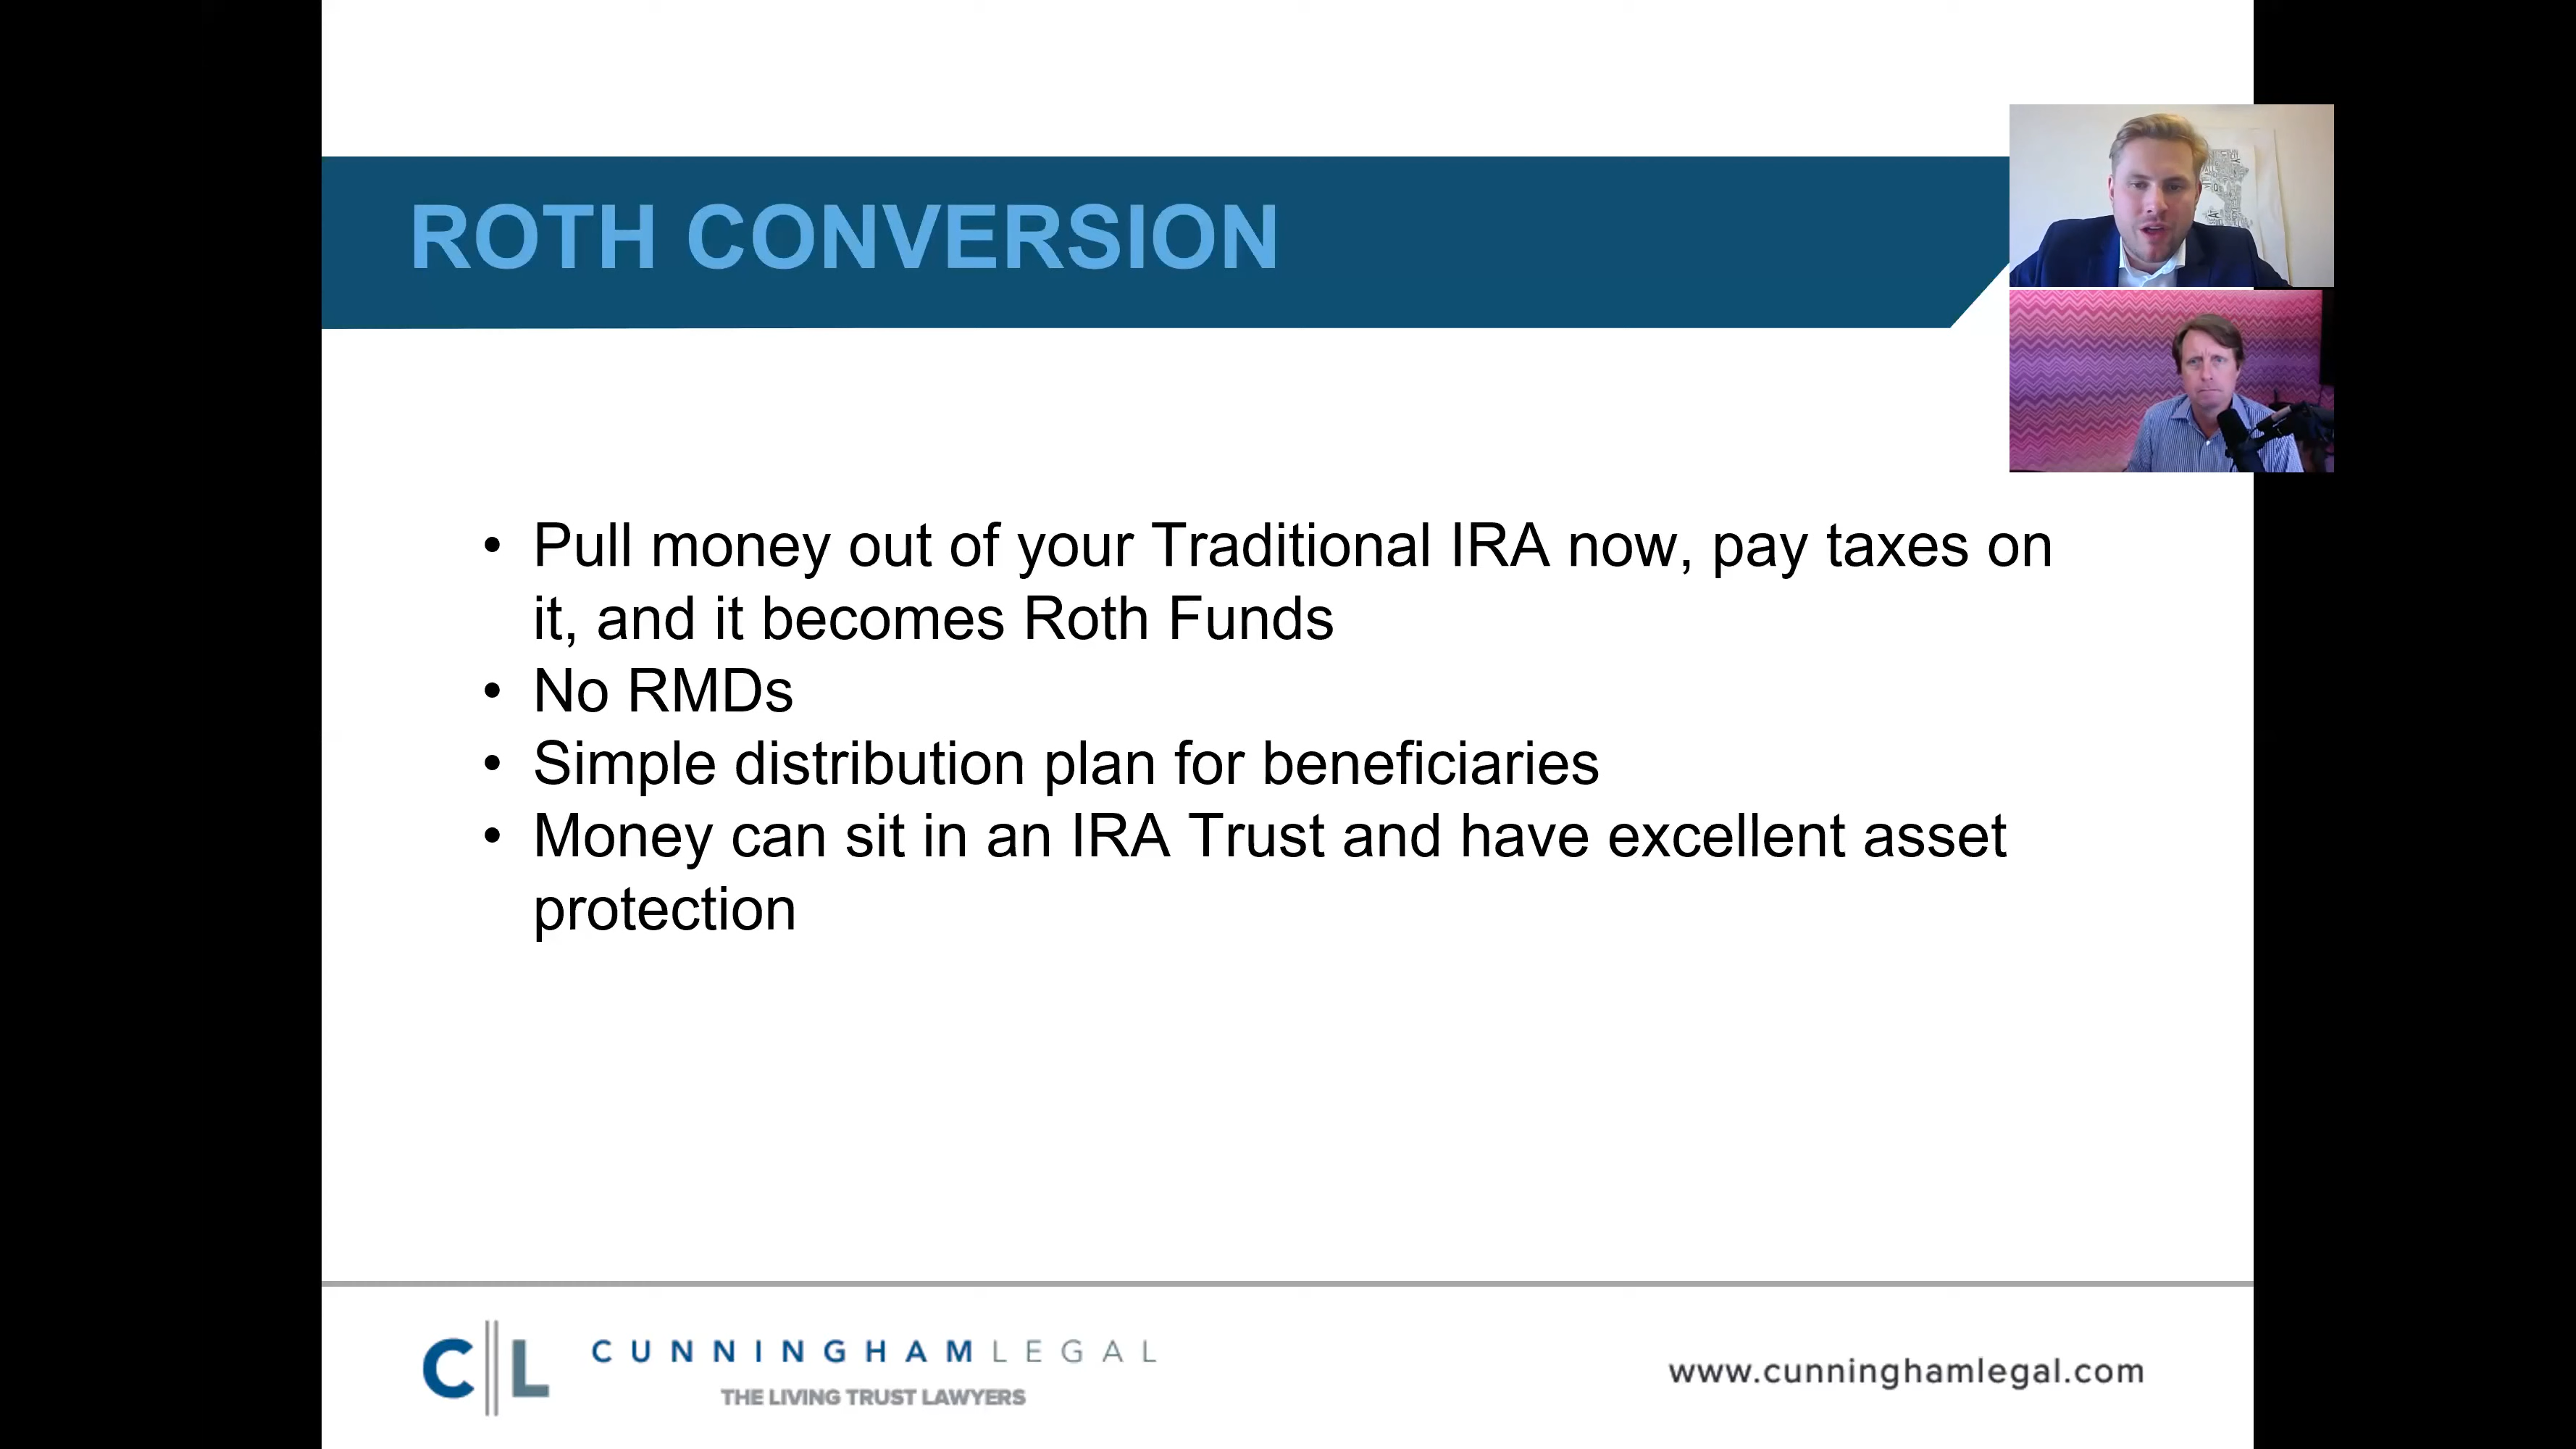 ROTH CONVERSION
• Pull money out of your Traditional IRA now, pay taxes on
it, and it becomes Roth Funds
• No RMDs
• Simple distribution plan for beneficiaries
• Money can sit in an IRA Trust and have excellent asset
protection
CL
CUNNINGHAMLEGAL
THE LIVING TRUST LAWYERS
www.cunninghamlegal.com